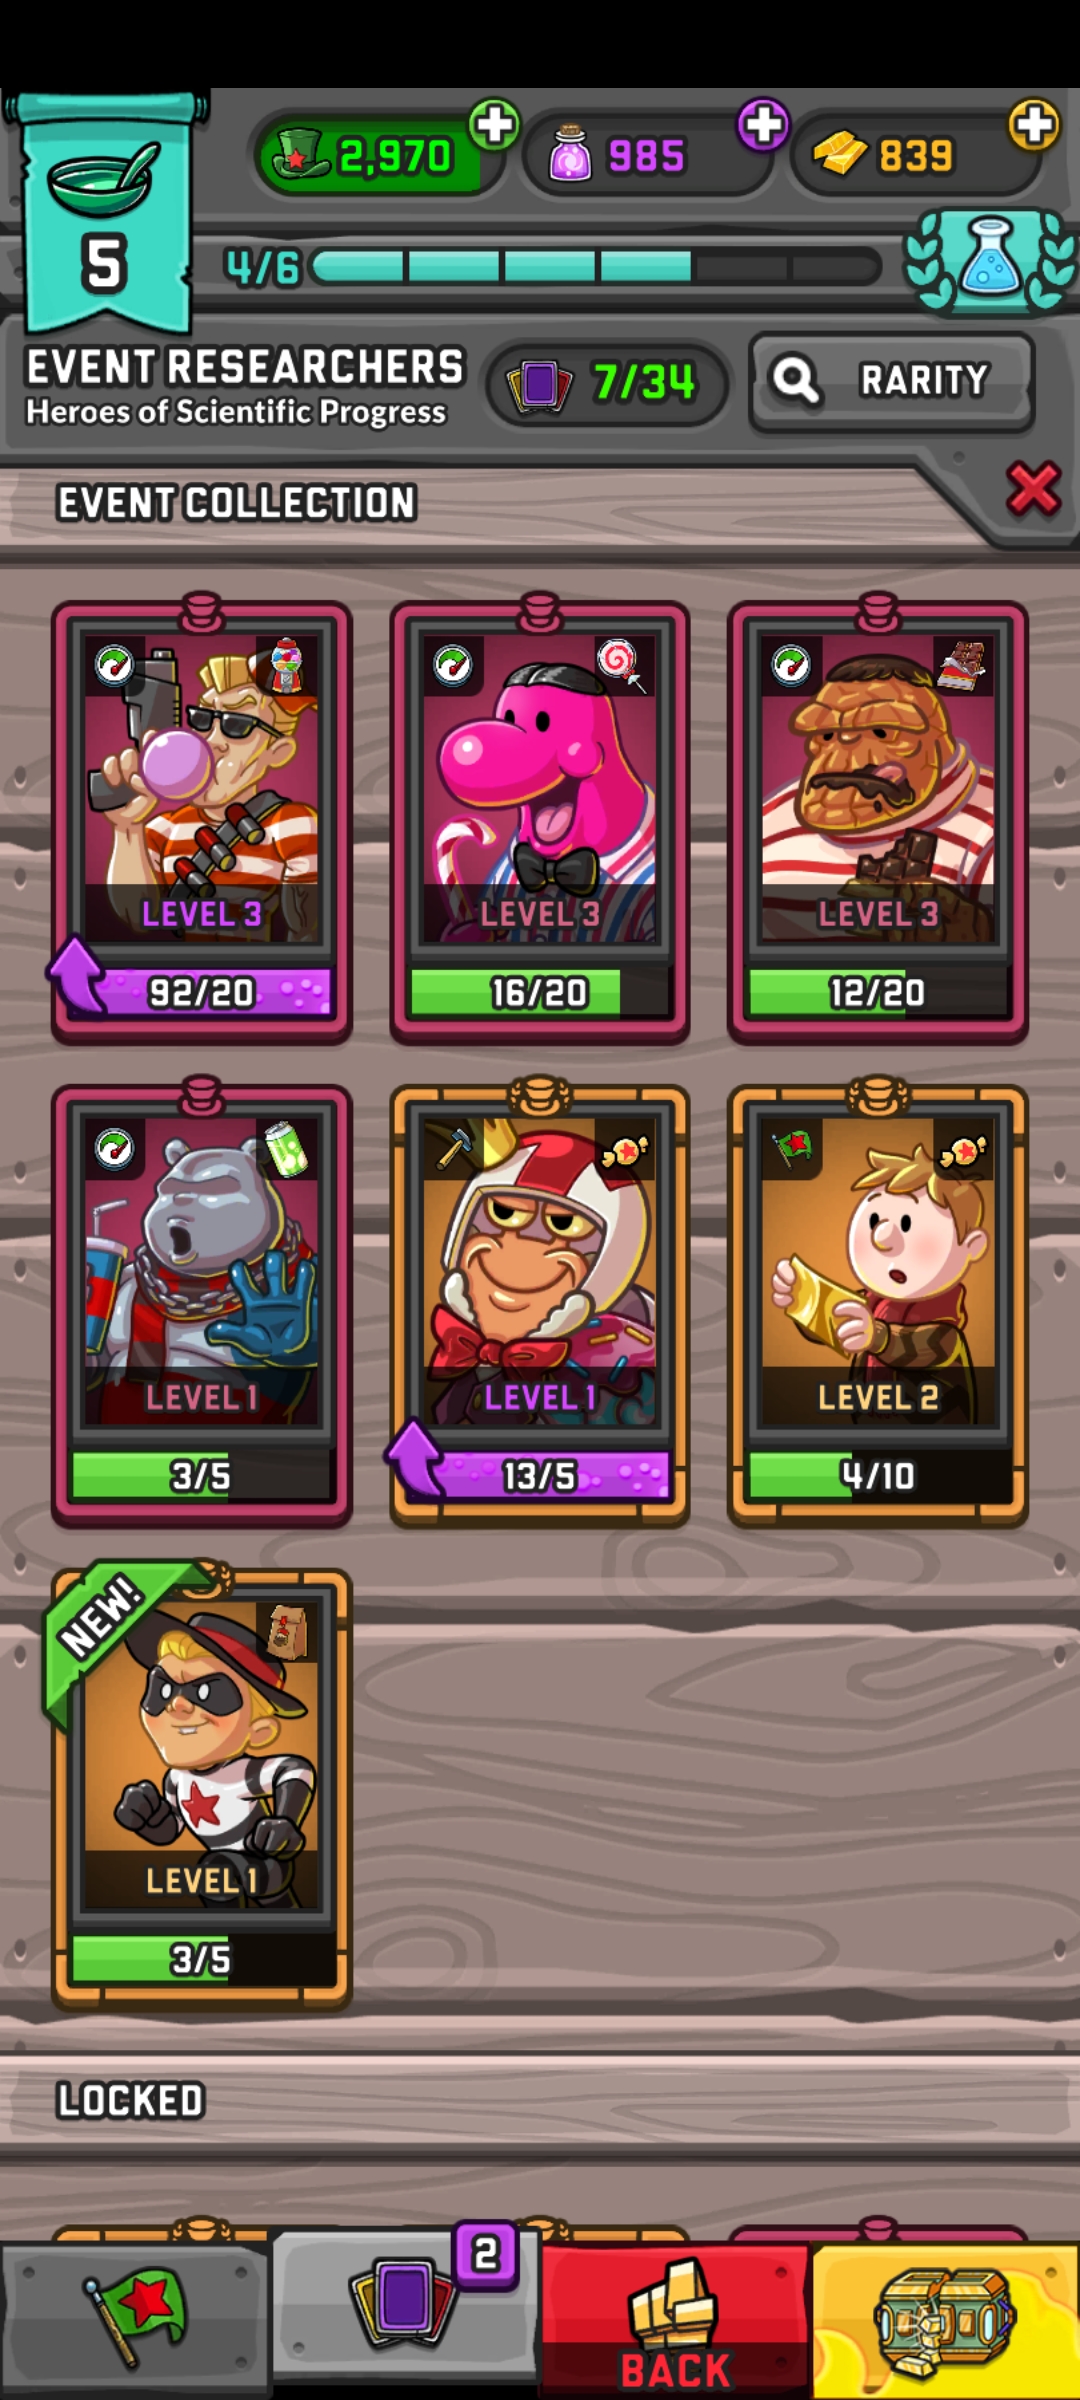 2,970
985
839
5
4/6
EVENT RESEARCHERS
Heroes of Scientific Progress
7/34
RARITY
EVENT COLLECTION
LEVEL 3
LEVEL 3
LEVEL 3
92/20
16/20
12/20
LEVEL 1
LEVEL 1
LEVEL 2
3/5
13/5
4/10
NEW!
LEVEL 1
3/5
LOCKED
2
BACK